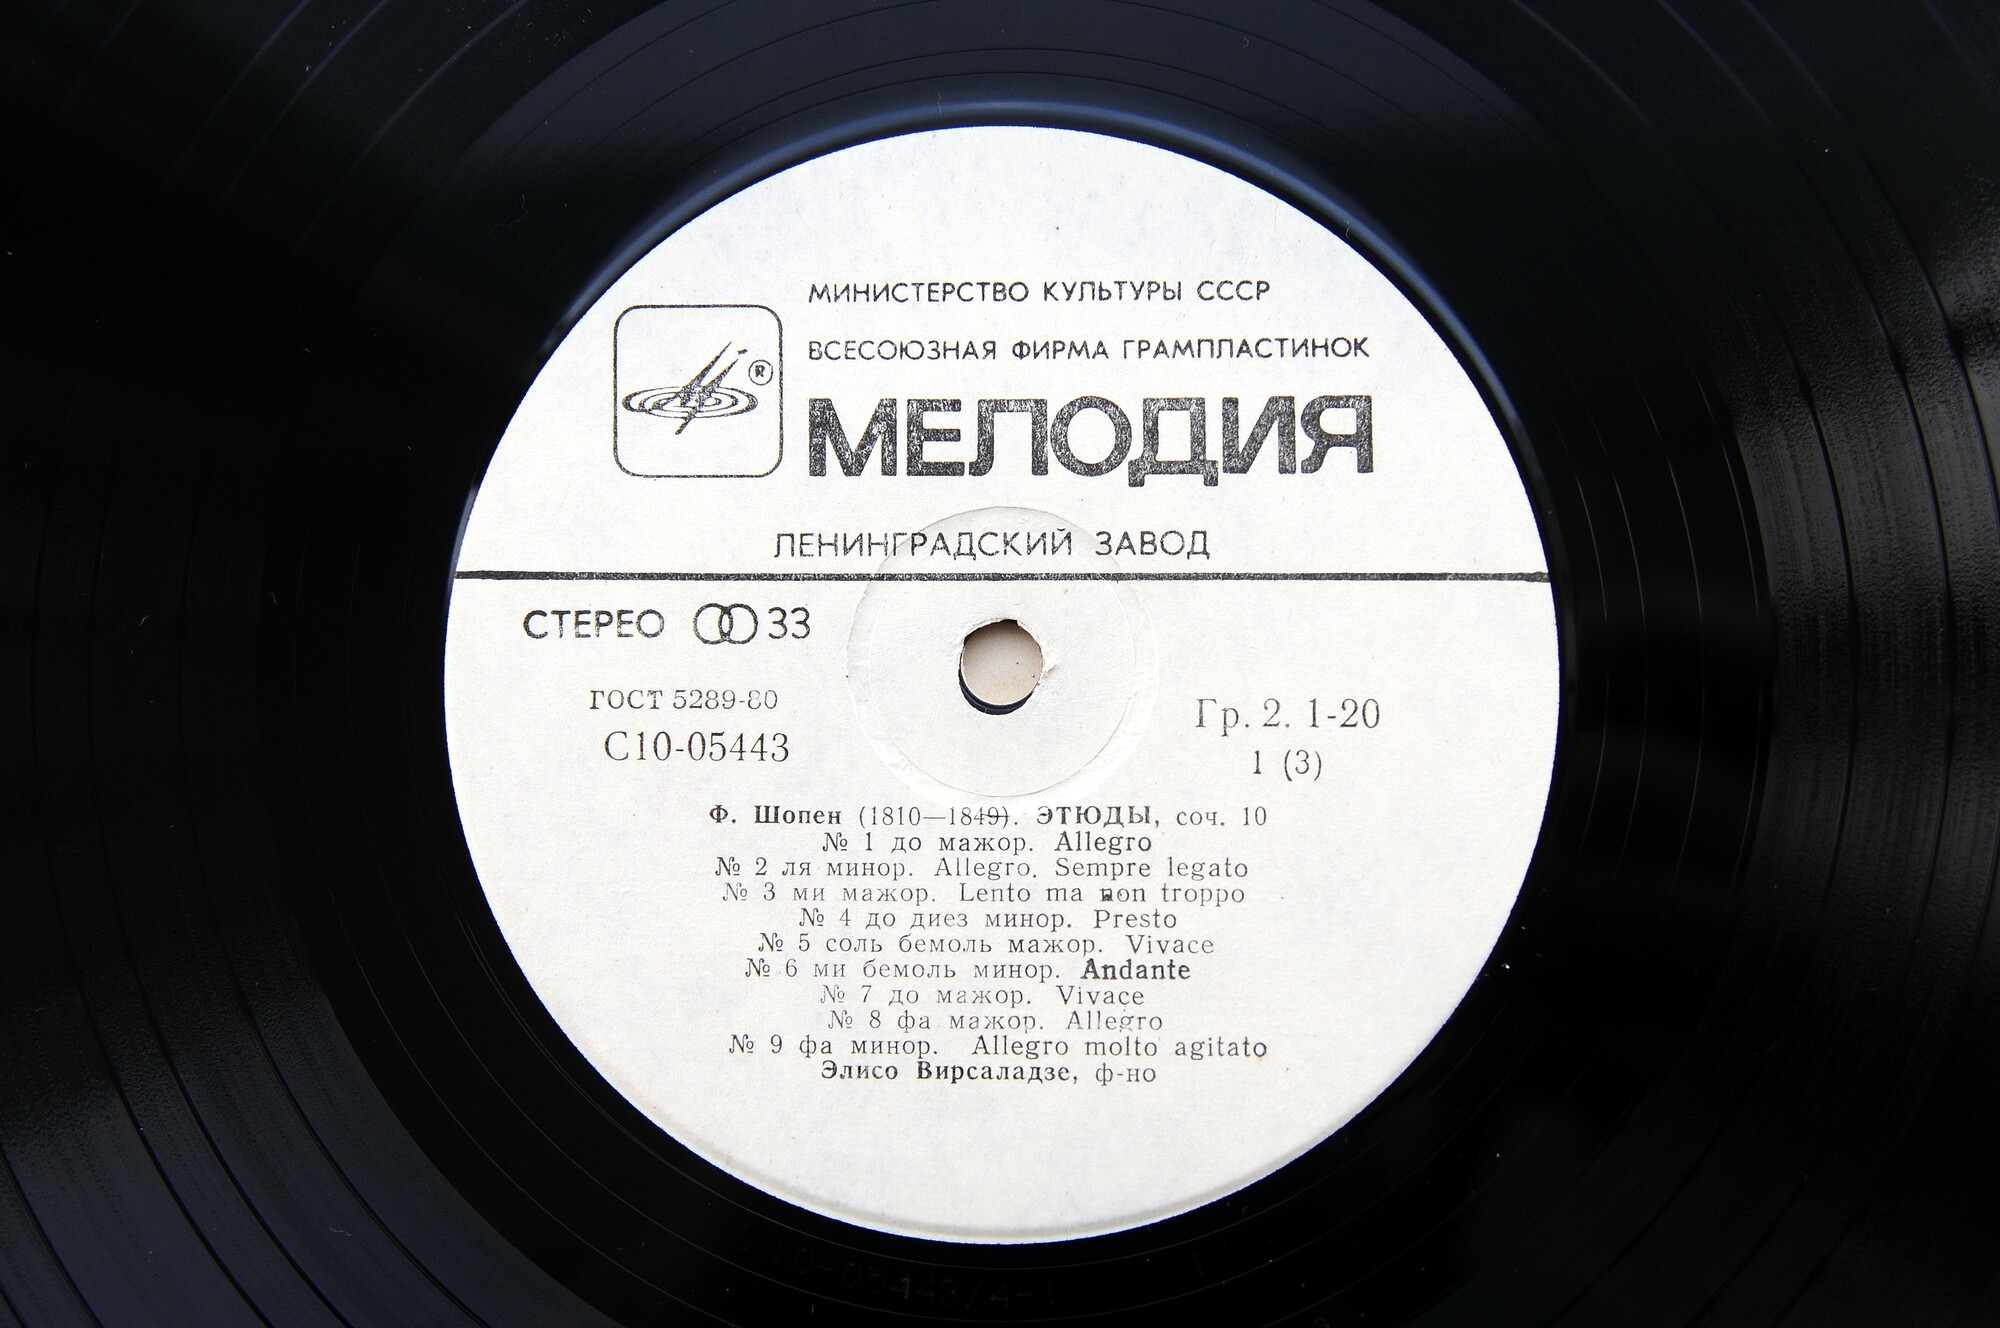 МИНИСТЕРСТВО КУЛЬТУРЫ СССР
ВСЕСОЮЗНАЯ ФИРМА ГРАМПЛАСТИНОК
®
МЕЛОДИЯ
ЛЕНИНГРАДСКИЙ ЗАВОД
СТЕРЕО 33
ГОСТ 5289-80
С10-05443
Гр. 2. 1-20
1 (3)
Ф. Шопен (1810—1849). ЭТЮДЫ, соч. 10
№ 1 до мажор. Allegro
№ 2 ля минор. Allegro. Sempre legato
№ 3 ми мажор. Lento ma non troppo
№ 4 до диез минор. Presto
№ 5 соль бемоль мажор. Vivace
№ 6 ми бемоль минор. Andante
№ 7 до мажор. Vivace
№ 8 фа мажор. Allegro
№ 9 фа минор. Allegro molto agitato
Элисо Вирсаладзе, ф-но